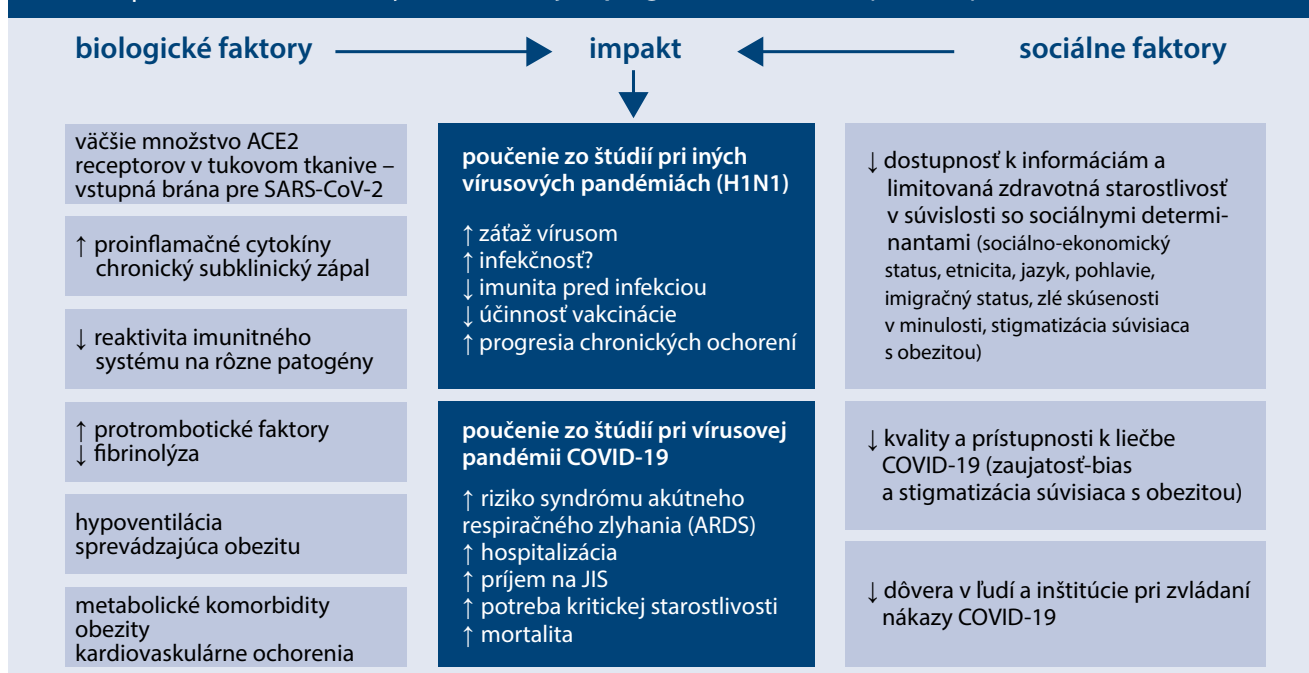 biologické faktory
impakt
sociálne faktory
väčšie množstvo ACE2
receptorov v tukovom tkanive –
vstupná brána pre SARS-CoV-2
↑ proinflamačné cytokíny
chronický subklinický zápal
↓ reaktivita imunitného
systému na rôzne patogény
↑ protrombotické faktory
↓ fibrinolýza
hypoventilácia
sprevádzajúca obezitu
metabolické komorbidity
obezity
kardiovaskulárne ochorenia
poučenie zo štúdií pri iných
vírusových pandémiách (H1N1)
↑ záťaž vírusom
↑ infekčnosť?
↓ imunita pred infekciou
↓ účinnosť vakcinácie
↑ progresia chronických ochorení
poučenie zo štúdií pri vírusovej
pandémii COVID-19
↑ riziko syndrómu akútneho
respiračného zlyhania (ARDS)
↑ hospitalizácia
↑ príjem na JIS
↑ potreba kritickej starostlivosti
↑ mortalita
↓ dostupnosť k informáciám a
limitovaná zdravotná starostlivosť
v súvislosti so sociálnymi determi-
nantami (sociálno-ekonomický
status, etnicita, jazyk, pohlavie,
imigračný status, zlé skúsenosti
v minulosti, stigmatizácia súvisiaca
s obezitou)
↓ kvality a prístupnosti k liečbe
COVID-19 (zaujatosť-bias
a stigmatizácia súvisiaca s obezitou)
↓ dôvera v ľudí a inštitúcie pri zvládaní
nákazy COVID-19